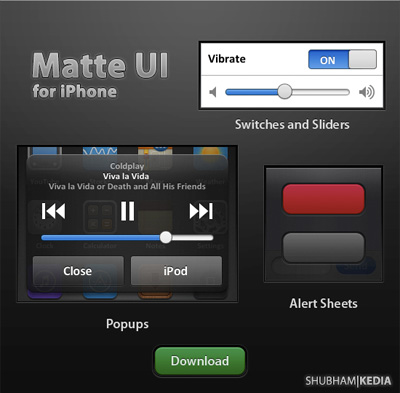 Matte UI
for iPhone
Vibrate
ON
Switches and Sliders
Coldplay
Viva la Vida
Viva la Vida or Death and All His Friends
Close
iPod
Popups
Alert Sheets
Download
SHUBHAM|KEDIA